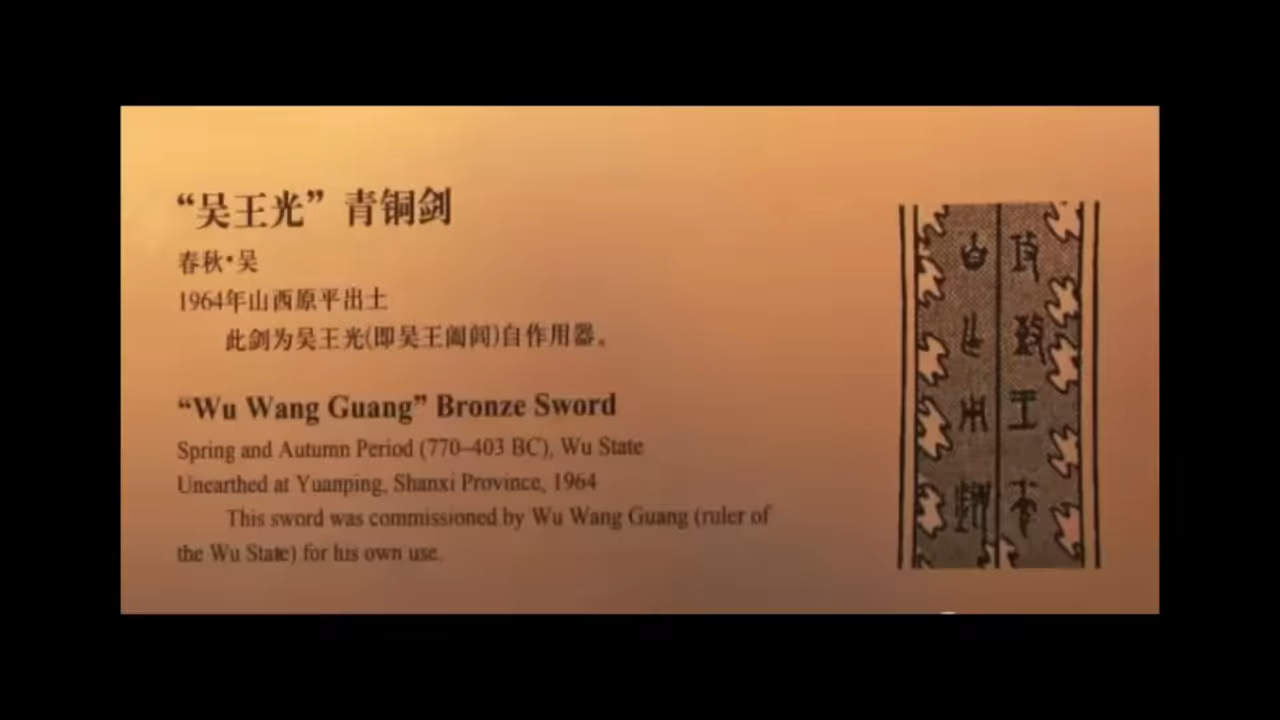 “吴王光” 青铜剑
春秋·吴
1964年山西原平出土
此剑为吴王光(即吴王阖闾)自作用器。
“Wu Wang Guang” Bronze Sword
Spring and Autumn Period (770–403 BC), Wu State
Unearthed at Yuanping, Shanxi Province, 1964
This sword was commissioned by Wu Wang Guang (ruler of
the Wu State) for his own use.